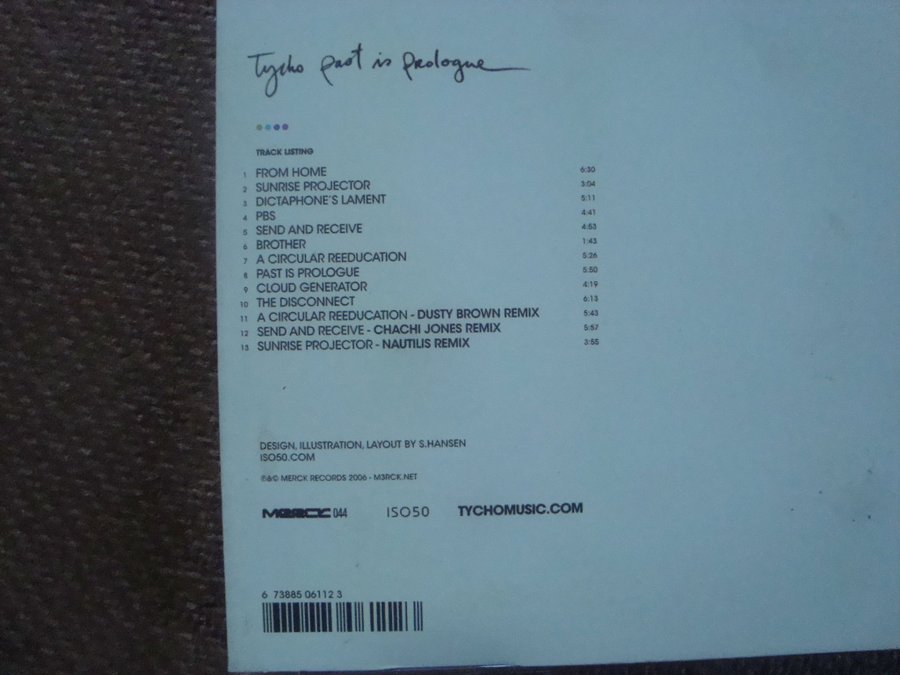 Tycho past is prologue
TRACK LISTING
1 FROM HOME 6:30
2 SUNRISE PROJECTOR 3:04
3 DICTAPHONE'S LAMENT 5:11
4 PBS 4:41
5 SEND AND RECEIVE 4:53
6 BROTHER 1:43
7 A CIRCULAR REEDUCATION 5:26
8 PAST IS PROLOGUE 5:50
9 CLOUD GENERATOR 4:19
10 THE DISCONNECT 6:13
11 A CIRCULAR REEDUCATION - DUSTY BROWN REMIX 5:43
12 SEND AND RECEIVE - CHACHI JONES REMIX 5:57
13 SUNRISE PROJECTOR - NAUTILIS REMIX 3:55
DESIGN, ILLUSTRATION, LAYOUT BY S.HANSEN
ISO50.COM
℗&© MERCK RECORDS 2006 - M3RCK.NET
MERCK 044 ISO50 TYCHOMUSIC.COM
6 73885 06112 3